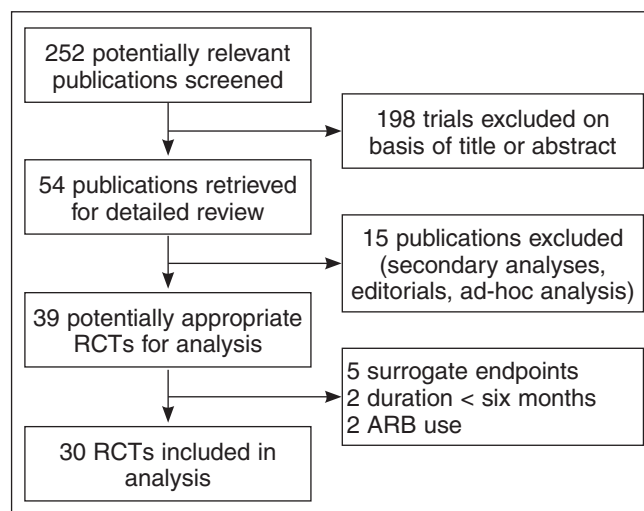 252 potentially relevant
publications screened
198 trials excluded on
basis of title or abstract
54 publications retrieved
for detailed review
15 publications excluded
(secondary analyses,
editorials, ad-hoc analysis)
39 potentially appropriate
RCTs for analysis
5 surrogate endpoints
2 duration < six months
2 ARB use
30 RCTs included in
analysis